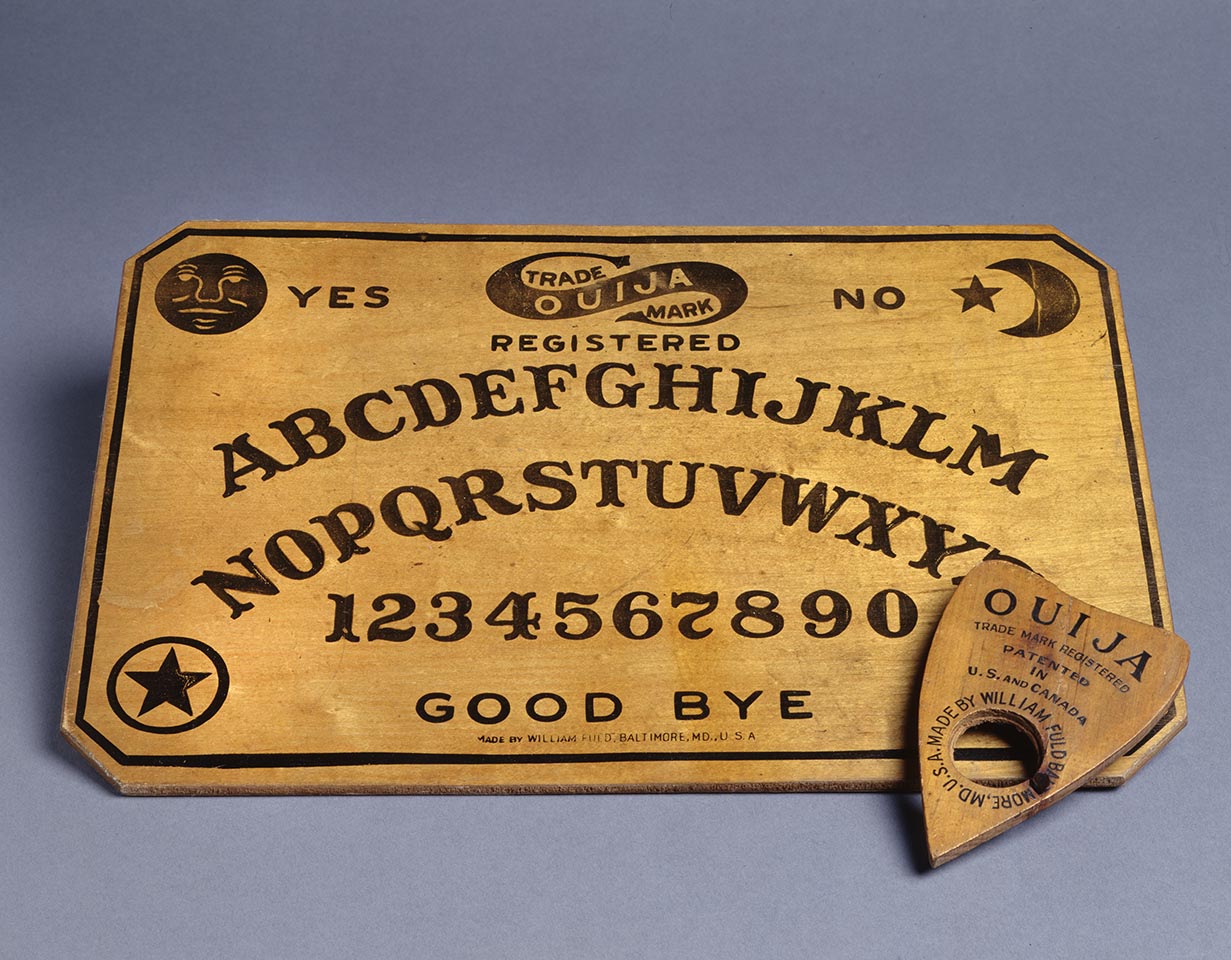 YES
TRADE
OUIJA
MARK
NO
REGISTERED
ABCDEFGHIJKLM
NOPQRSTUVWXY
1234567890
GOOD BYE
MADE BY WILLIAM FULD, BALTIMORE, MD., U.S.A
OUIJA
TRADE MARK REGISTERED
PATENTED
IN
U.S. AND CANADA
MADE BY WILLIAM FULD MORE, MD. U.S.A.